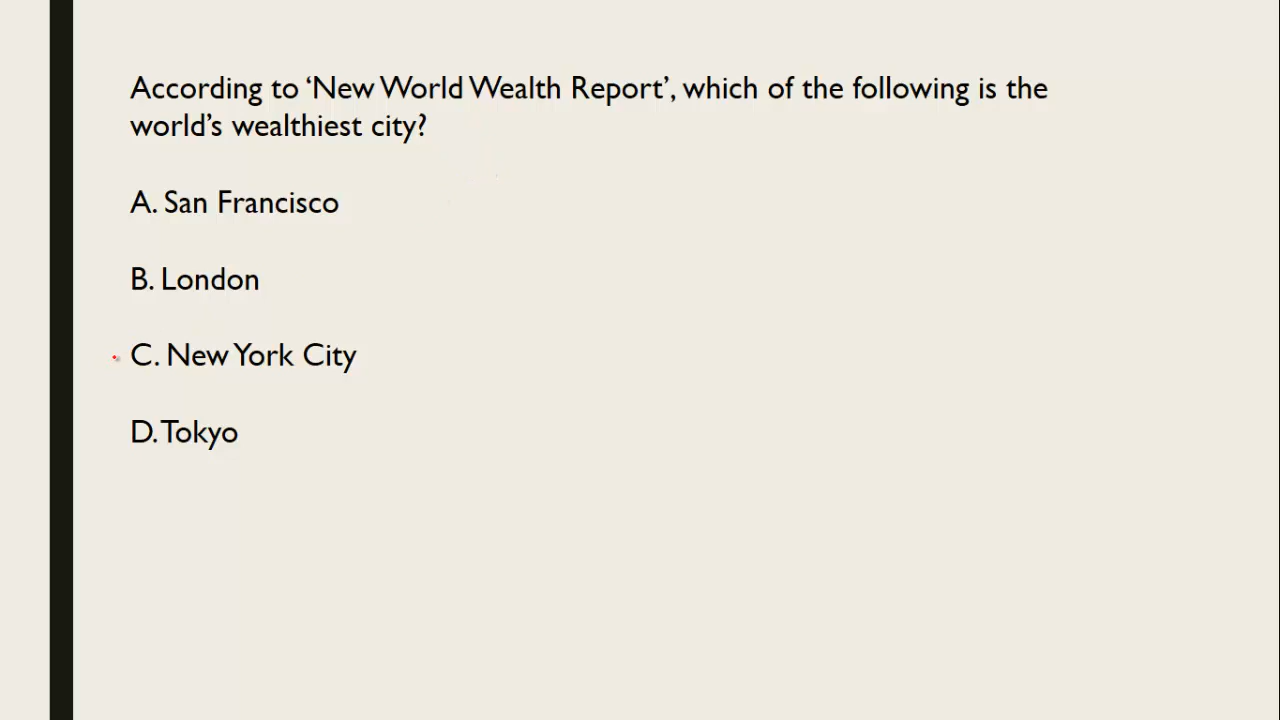 According to ‘New World Wealth Report’, which of the following is the
world’s wealthiest city?
A. San Francisco
B. London
C. New York City
D. Tokyo